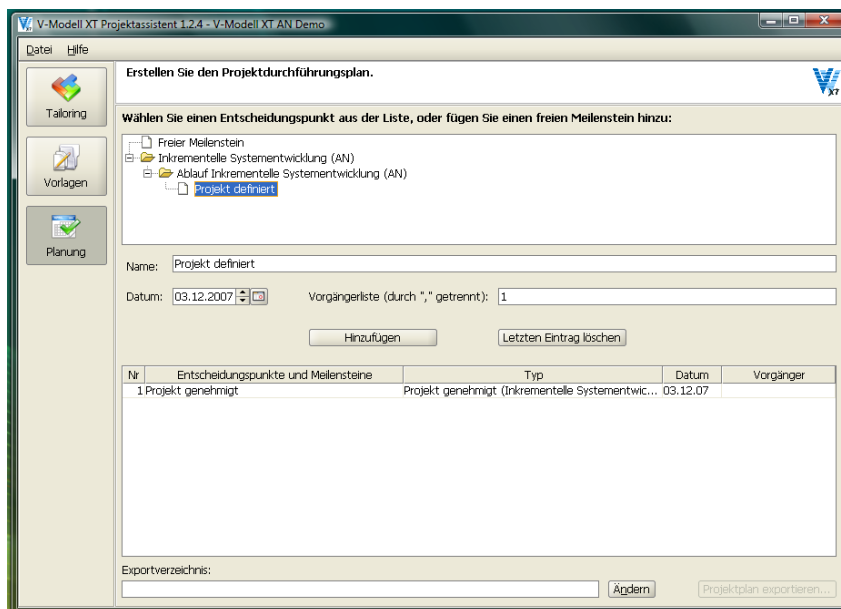 V-Modell XT Projektassistent 1.2.4 - V-Modell XT AN Demo
Datei Hilfe
Erstellen Sie den Projektdurchführungsplan.
XT
Tailoring
Wählen Sie einen Entscheidungspunkt aus der Liste, oder fügen Sie einen freien Meilenstein hinzu:
Freier Meilenstein
Inkrementelle Systementwicklung (AN)
Ablauf Inkrementelle Systementwicklung (AN)
Projekt definiert
Vorlagen
Planung
Name: Projekt definiert
Datum: 03.12.2007 Vorgängerliste (durch "," getrennt): 1
Hinzufügen Letzten Eintrag löschen
Nr Entscheidungspunkte und Meilensteine Typ Datum Vorgänger
1 Projekt genehmigt Projekt genehmigt (Inkrementelle Systementwic... 03.12.07
Exportverzeichnis:
Ändern Projektplan exportieren...